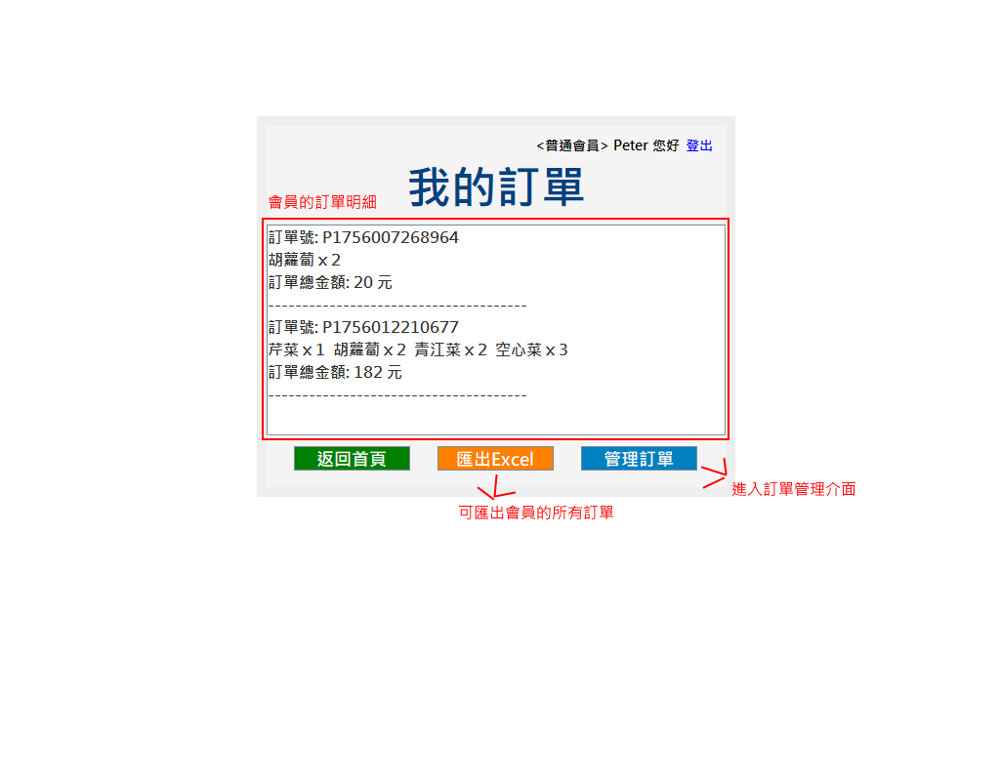 <普通會員> Peter 您好 登出
我的訂單
會員的訂單明細
訂單號: P1756007268964
胡蘿蔔 x 2
訂單總金額: 20 元
--------------------------------------
訂單號: P1756012210677
芹菜 x 1 胡蘿蔔 x 2 青江菜 x 2 空心菜 x 3
訂單總金額: 182 元
--------------------------------------
返回首頁 匯出Excel 管理訂單
進入訂單管理介面
可匯出會員的所有訂單